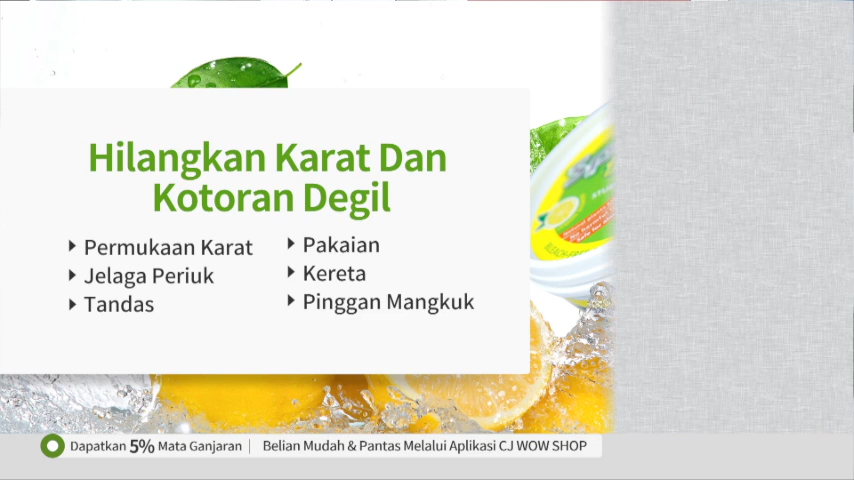 Hilangkan Karat Dan
Kotoran Degil
Permukaan Karat
Jelaga Periuk
Tandas
Pakaian
Kereta
Pinggan Mangkuk
Dapatkan 5% Mata Ganjaran | Belian Mudah & Pantas Melalui Aplikasi CJ WOW SHOP